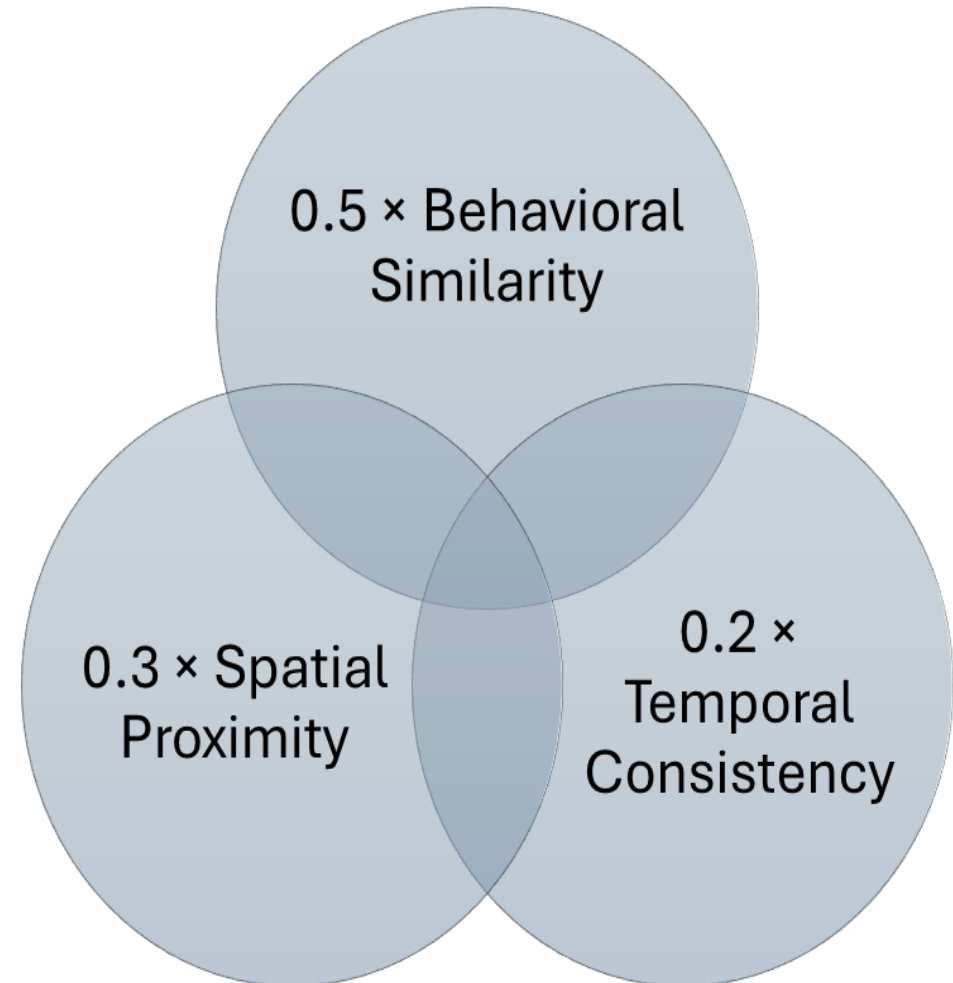 0.5 × Behavioral
Similarity
0.3 × Spatial
Proximity
0.2 ×
Temporal
Consistency